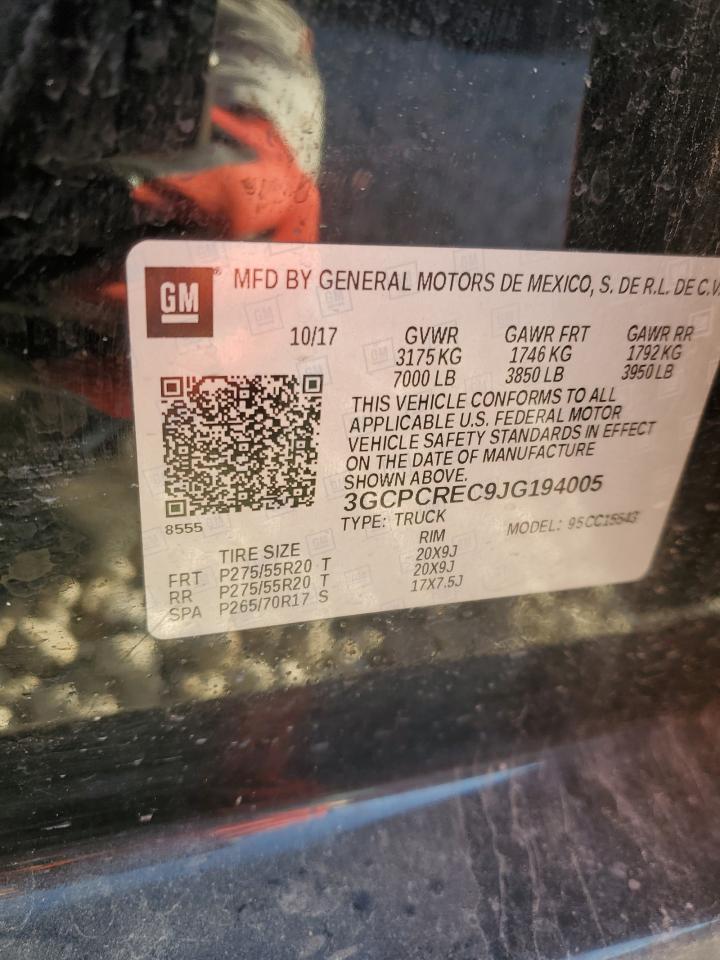 GM® MFD BY GENERAL MOTORS DE MEXICO, S. DE R.L. DE C.V.
10/17 GVWR GAWR FRT GAWR RR
3175 KG 1746 KG 1792 KG
7000 LB 3850 LB 3950 LB
THIS VEHICLE CONFORMS TO ALL
APPLICABLE U.S. FEDERAL MOTOR
VEHICLE SAFETY STANDARDS IN EFFECT
ON THE DATE OF MANUFACTURE
SHOWN ABOVE.
3GCPCREC9JG194005
8555
TYPE: TRUCK MODEL: 95 CC15543
TIRE SIZE RIM
FRT P275/55R20 T 20X9J
RR P275/55R20 T 20X9J
SPA P265/70R17 S 17X7.5J